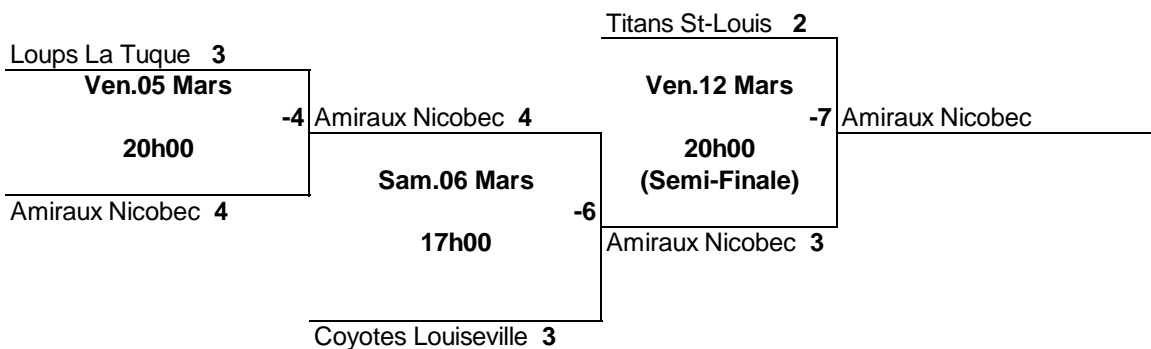 Titans St-Louis 2
Loups La Tuque 3
Ven.05 Mars
Ven.12 Mars
-4 Amiraux Nicobec 4
-7 Amiraux Nicobec
20h00
20h00
Sam.06 Mars
(Semi-Finale)
Amiraux Nicobec 4
-6
17h00
Amiraux Nicobec 3
Coyotes Louiseville 3